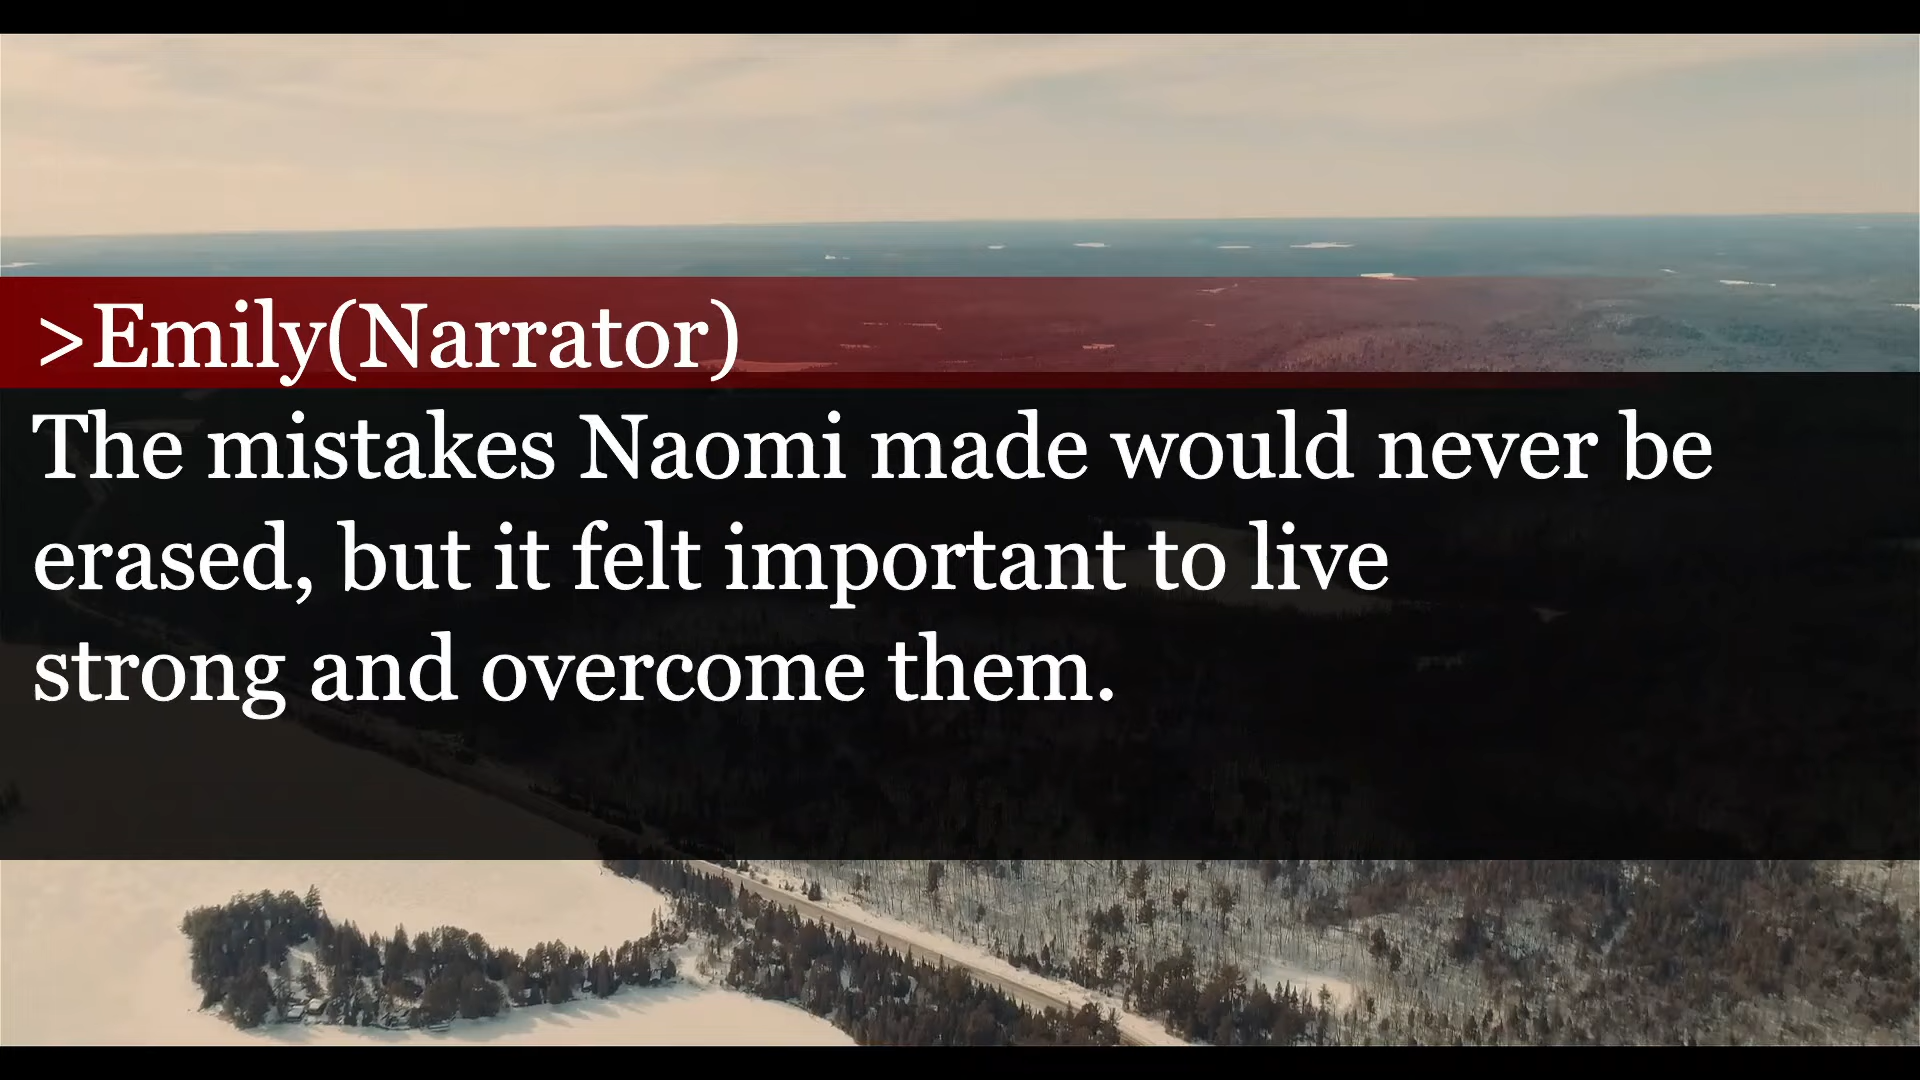 >Emily(Narrator)
The mistakes Naomi made would never be
erased, but it felt important to live
strong and overcome them.